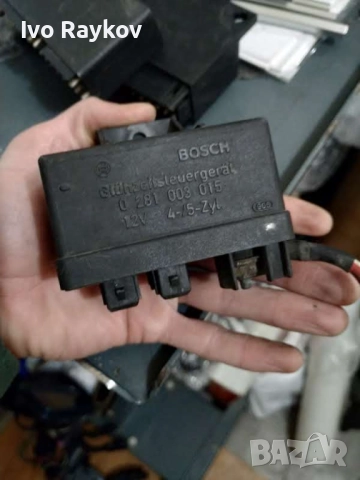 Ivo Raykov
BOSCH
Glühzeitsteuergerät
0 281 003 015
12V 4-/5-Zyl.
BAZAR